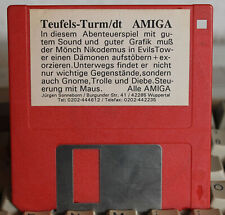 Teufels-Turm/dt AMIGA
In diesem Abenteuerspiel mit gu-
tem Sound und guter Grafik muß
der Mönch Nikodemus in EvilsTow-
er einen Dämonen aufstöbern+ex-
orzieren.Unterwegs findet er nicht
nur wichtige Gegenstände,sondern
auch Gnome,Trolle und Diebe.Steu-
erung mit Maus. Alle AMIGA
Jürgen Sonneborn / Burgunder Str. 41 / 42285 Wuppertal
Tel.: 0202-444612 / Telefax: 0202-442235